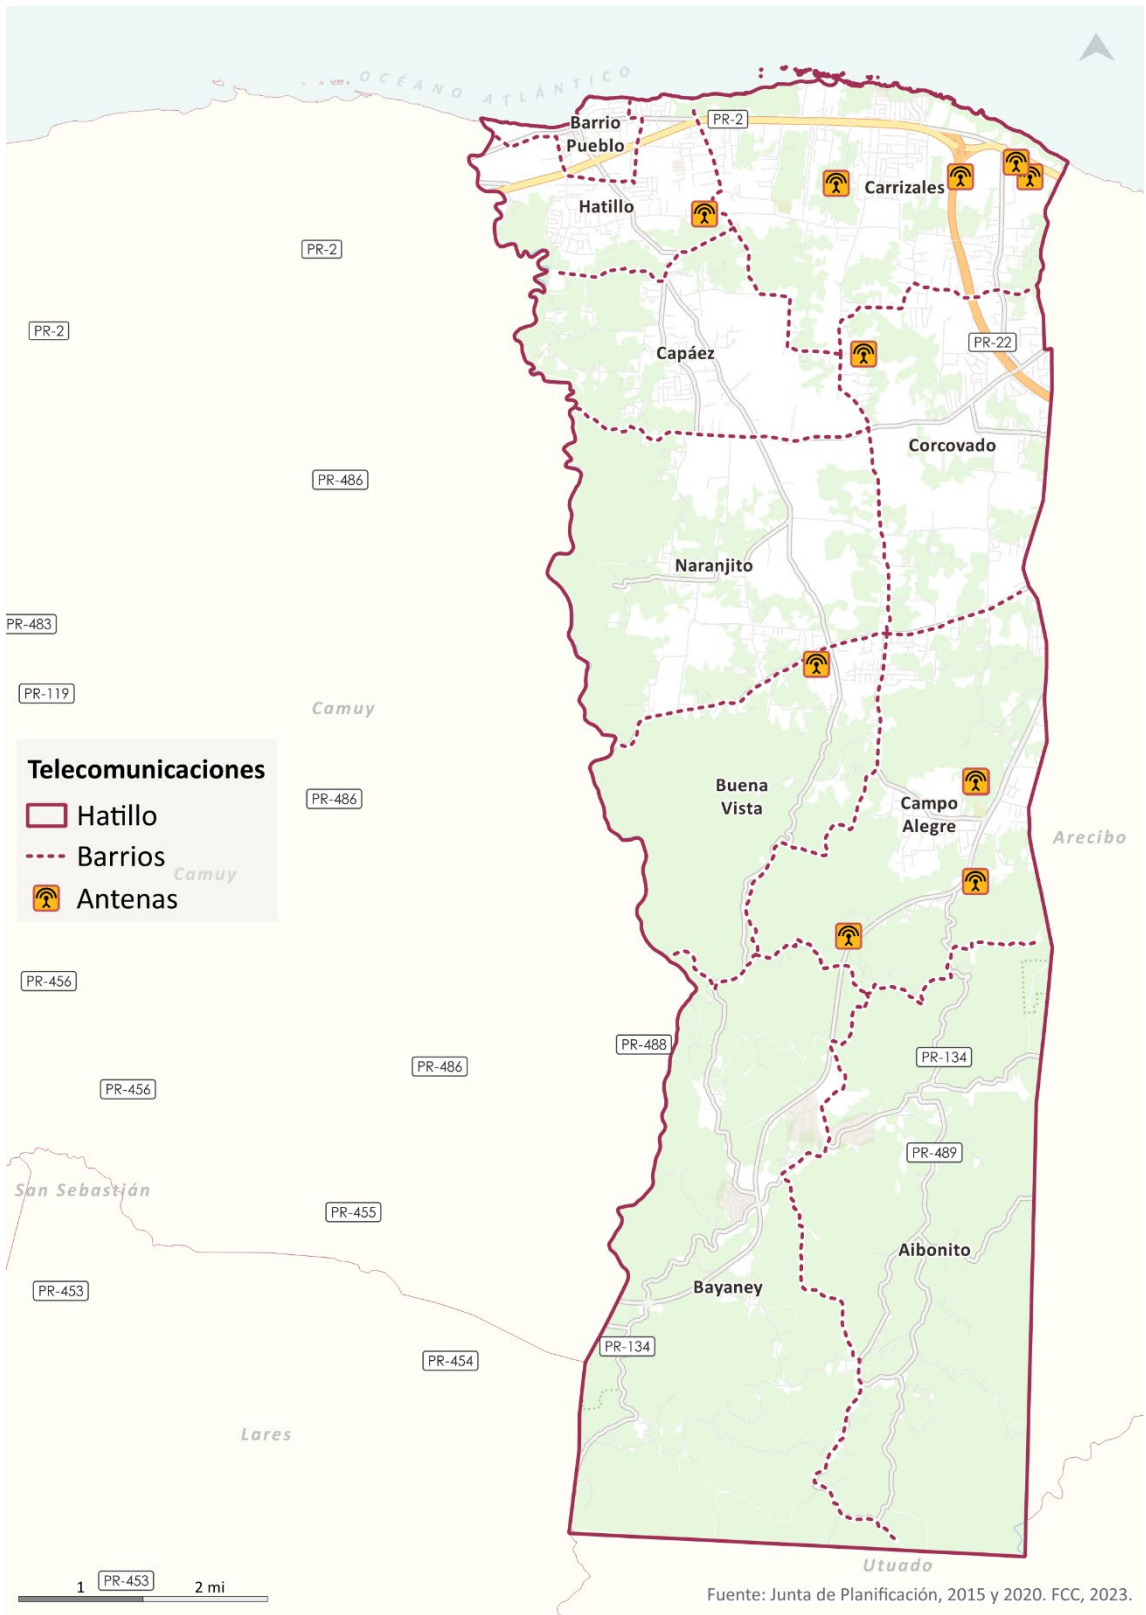 OCÉANO ATLÁNTICO
Barrio
Pueblo
PR-2
Carrizales
Hatillo
PR-2
PR-2
PR-22
Capáez
Corcovado
PR-486
Naranjito
PR-483
PR-119
Camuy
Telecomunicaciones
Hatillo
Barrios
Antenas
Camuy
PR-486
Buena
Vista
Campo
Alegre
Arecibo
PR-456
PR-488
PR-486
PR-134
PR-456
PR-489
San Sebastián
PR-455
Aibonito
PR-453
Bayaney
PR-134
PR-454
Lares
Utuado
1 PR-453 2 mi
Fuente: Junta de Planificación, 2015 y 2020. FCC, 2023.